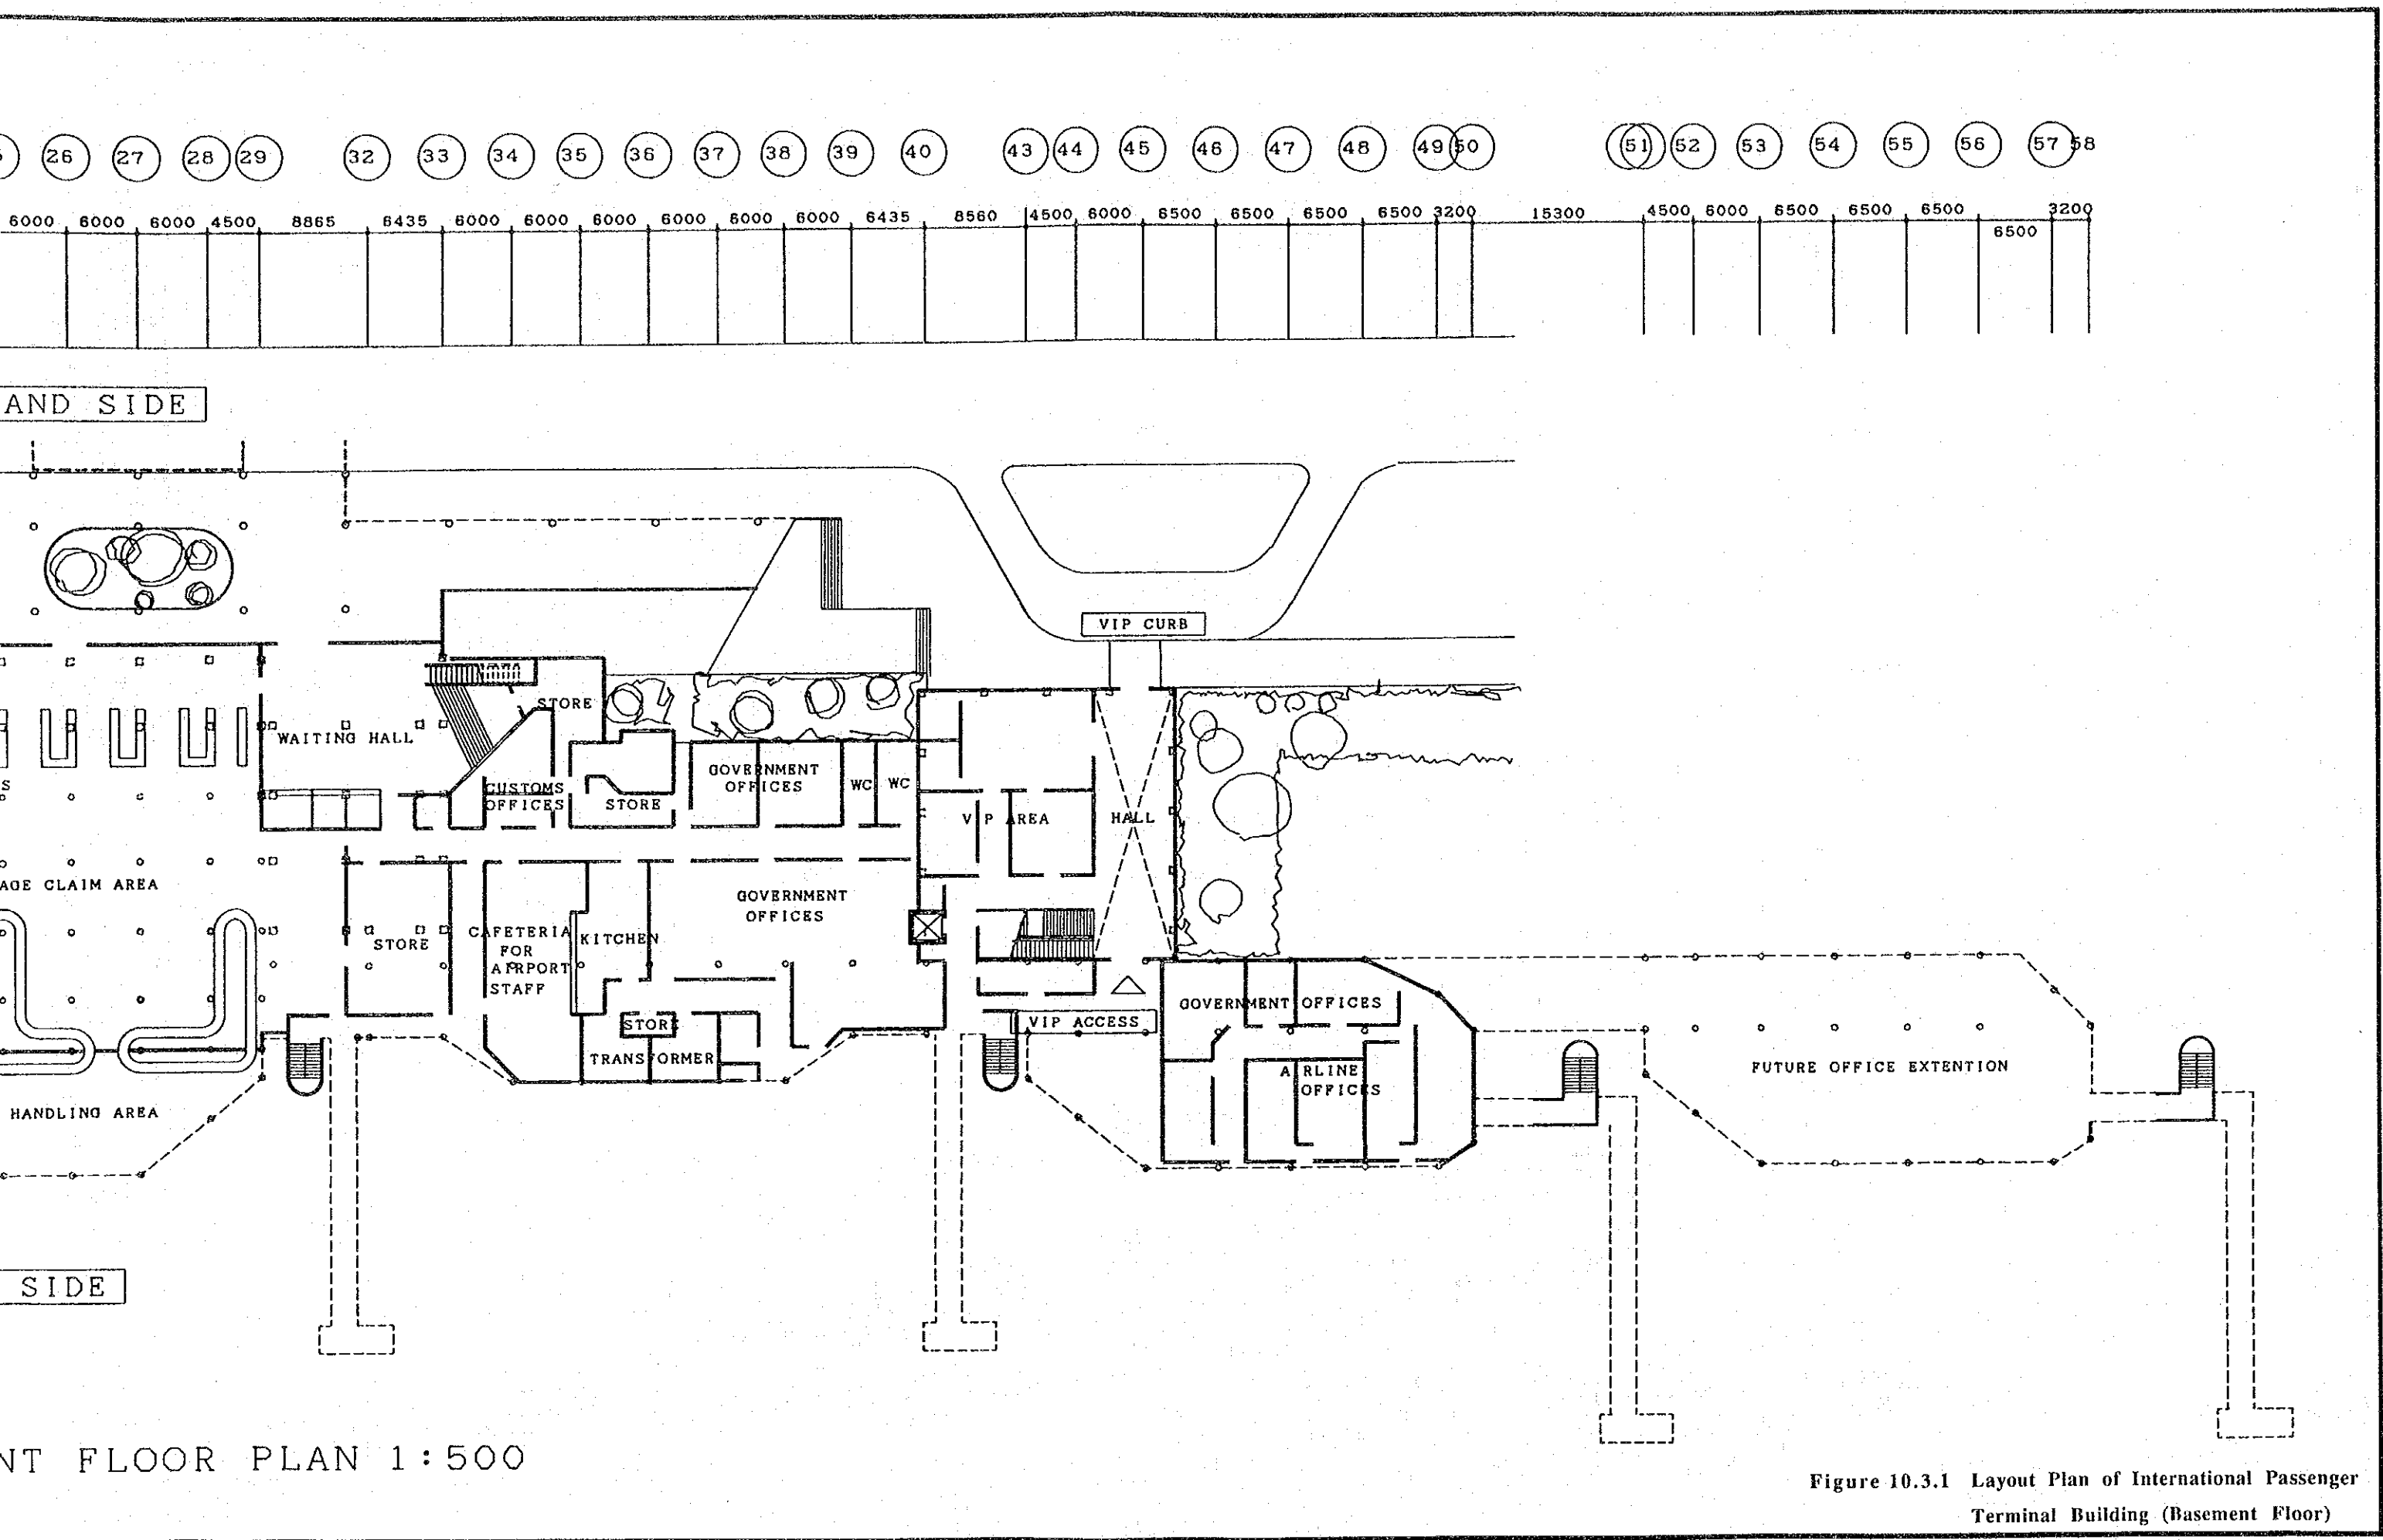 26 27 28 29 32 33 34 35 36 37 38 39 40 43 44 45 46 47 48 49 50 51 52 53 54 55 56 57 58
6000 6000 6000 4500 8865 6435 6000 6000 6000 6000 6000 6000 6435 8560 4500 6000 6500 6500 6500 6500 3200 15300 4500 6000 6500 6500 6500 3200
6500
AND SIDE
VIP CURB
STORE
WAITING HALL
GOVERNMENT
OFFICES
WC
WC
S
CUSTOMS
OFFICES
STORE
VIP AREA
HALL
AGE CLAIM AREA
GOVERNMENT
OFFICES
STORE
CAFETERIA
FOR
AIRPORT
STAFF
KITCHEN
GOVERNMENT OFFICES
STORE
VIP ACCESS
TRANSFORMER
AIRLINE
OFFICES
FUTURE OFFICE EXTENTION
HANDLING AREA
SIDE
NT FLOOR PLAN 1:500
Figure 10.3.1 Layout Plan of International Passenger
Terminal Building (Basement Floor)